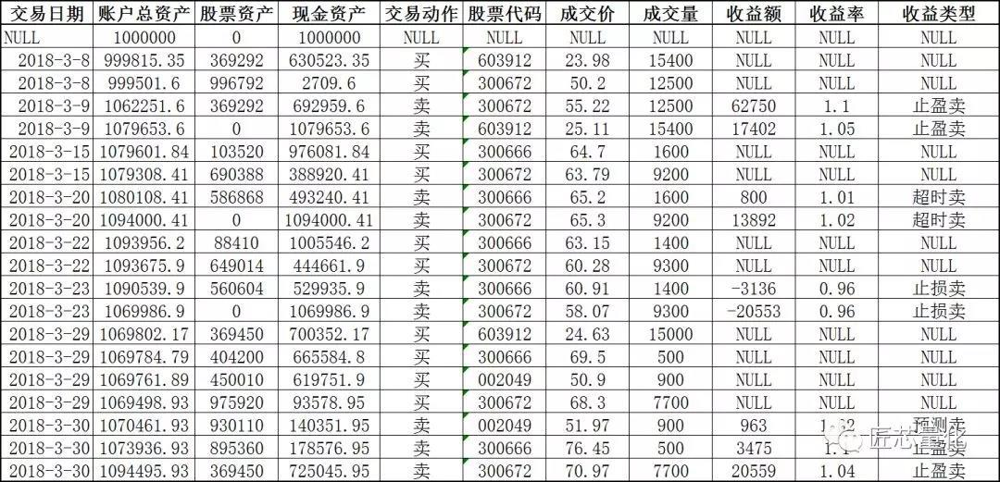 交易日期 账户总资产 股票资产 现金资产 交易动作 股票代码 成交价 成交量 收益额 收益率 收益类型
NULL 1000000 0 1000000 NULL NULL NULL NULL NULL NULL NULL
2018-3-8 999815.35 369292 630523.35 买 603912 23.98 15400 NULL NULL NULL
2018-3-8 999501.6 996792 2709.6 买 300672 50.2 12500 NULL NULL NULL
2018-3-9 1062251.6 369292 692959.6 卖 300672 55.22 12500 62750 1.1 止盈卖
2018-3-9 1079653.6 0 1079653.6 卖 603912 25.11 15400 17402 1.05 止盈卖
2018-3-15 1079601.84 103520 976081.84 买 300666 64.7 1600 NULL NULL NULL
2018-3-15 1079308.41 690388 388920.41 买 300672 63.79 9200 NULL NULL NULL
2018-3-20 1080108.41 586868 493240.41 卖 300666 65.2 1600 800 1.01 超时卖
2018-3-20 1094000.41 0 1094000.41 卖 300672 65.3 9200 13892 1.02 超时卖
2018-3-22 1093956.2 88410 1005546.2 买 300666 63.15 1400 NULL NULL NULL
2018-3-22 1093675.9 649014 444661.9 买 300672 60.28 9300 NULL NULL NULL
2018-3-23 1090539.9 560604 529935.9 卖 300666 60.91 1400 -3136 0.96 止损卖
2018-3-23 1069986.9 0 1069986.9 卖 300672 58.07 9300 -20553 0.96 止损卖
2018-3-29 1069802.17 369450 700352.17 买 603912 24.63 15000 NULL NULL NULL
2018-3-29 1069784.79 404200 665584.8 买 300666 69.5 500 NULL NULL NULL
2018-3-29 1069761.89 450010 619751.9 买 002049 50.9 900 NULL NULL NULL
2018-3-29 1069498.93 975920 93578.95 买 300672 68.3 7700 NULL NULL NULL
2018-3-30 1070461.93 930110 140351.95 卖 002049 51.97 900 963 1.02 预测卖
2018-3-30 1073936.93 895360 178576.95 卖 300666 76.45 500 3475 1.1 止盈卖
2018-3-30 1094495.93 369450 725045.95 卖 300672 70.97 7700 20559 1.04 止盈卖
匠芯量化